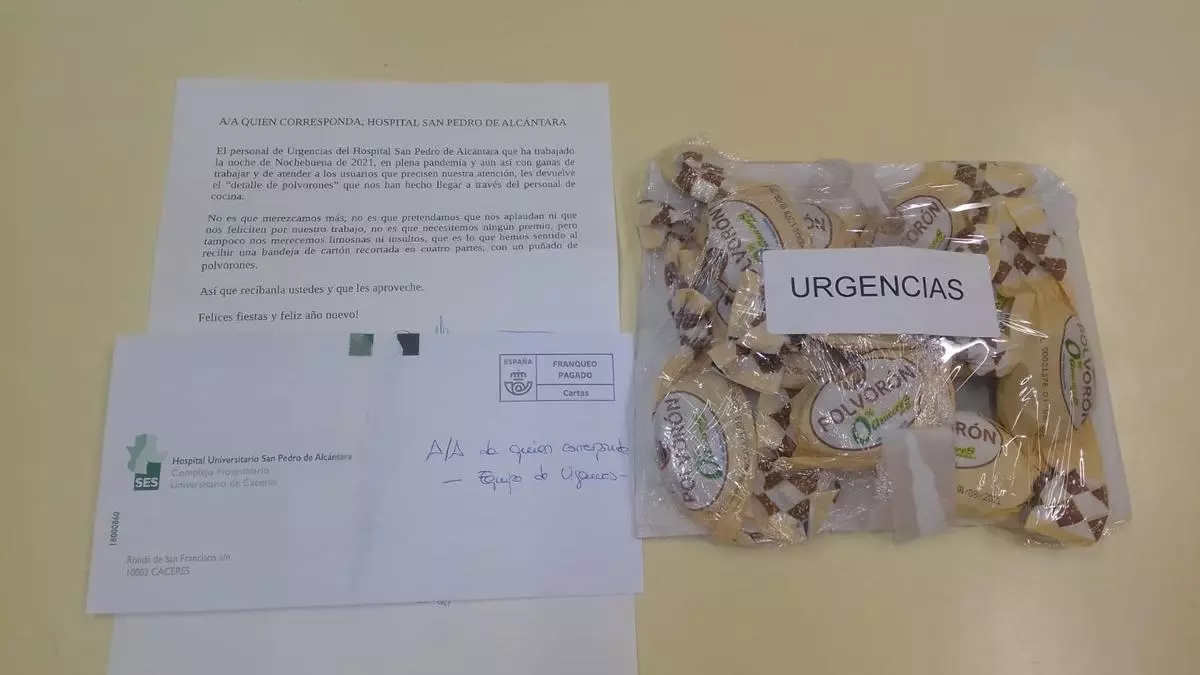 A/A QUIEN CORRESPONDA, HOSPITAL SAN PEDRO DE ALCÁNTARA
El personal de Urgencias del Hospital San Pedro de Alcántara que ha trabajado
la noche de Nochebuena de 2021, en plena pandemia y aun así con ganas de
trabajar y de atender a los usuarios que precisen nuestra atención, les devuelve
el "detalle de polvorones" que nos han hecho llegar a través del personal de
cocina.
No es que merezcamos más, no es que pretendamos que nos aplaudan ni que
nos feliciten por nuestro trabajo, no es que necesitemos ningún premio, pero
tampoco nos merecemos limosnas ni insultos, que es lo que hemos sentido al
recibir una bandeja de cartón recortada en cuatro partes, con un puñado de
polvorones.
Así que recíbanla ustedes y que les aproveche.
Felices fiestas y feliz año nuevo!
ESPAÑA
FRANQUEO
PAGADO
Cartas
A/A de quien corresponda
- Equipo de Urgencias -
SES
Hospital Universitario San Pedro de Alcántara
Complejo Hospitalario
Universitario de Cáceres
18000860
Ronda de San Francisco, s/n
10002 CÁCERES
URGENCIAS
POLVORÓN
POLVORÓN
0% azúcares
POLVORÓN
RÓN
01/08/2022